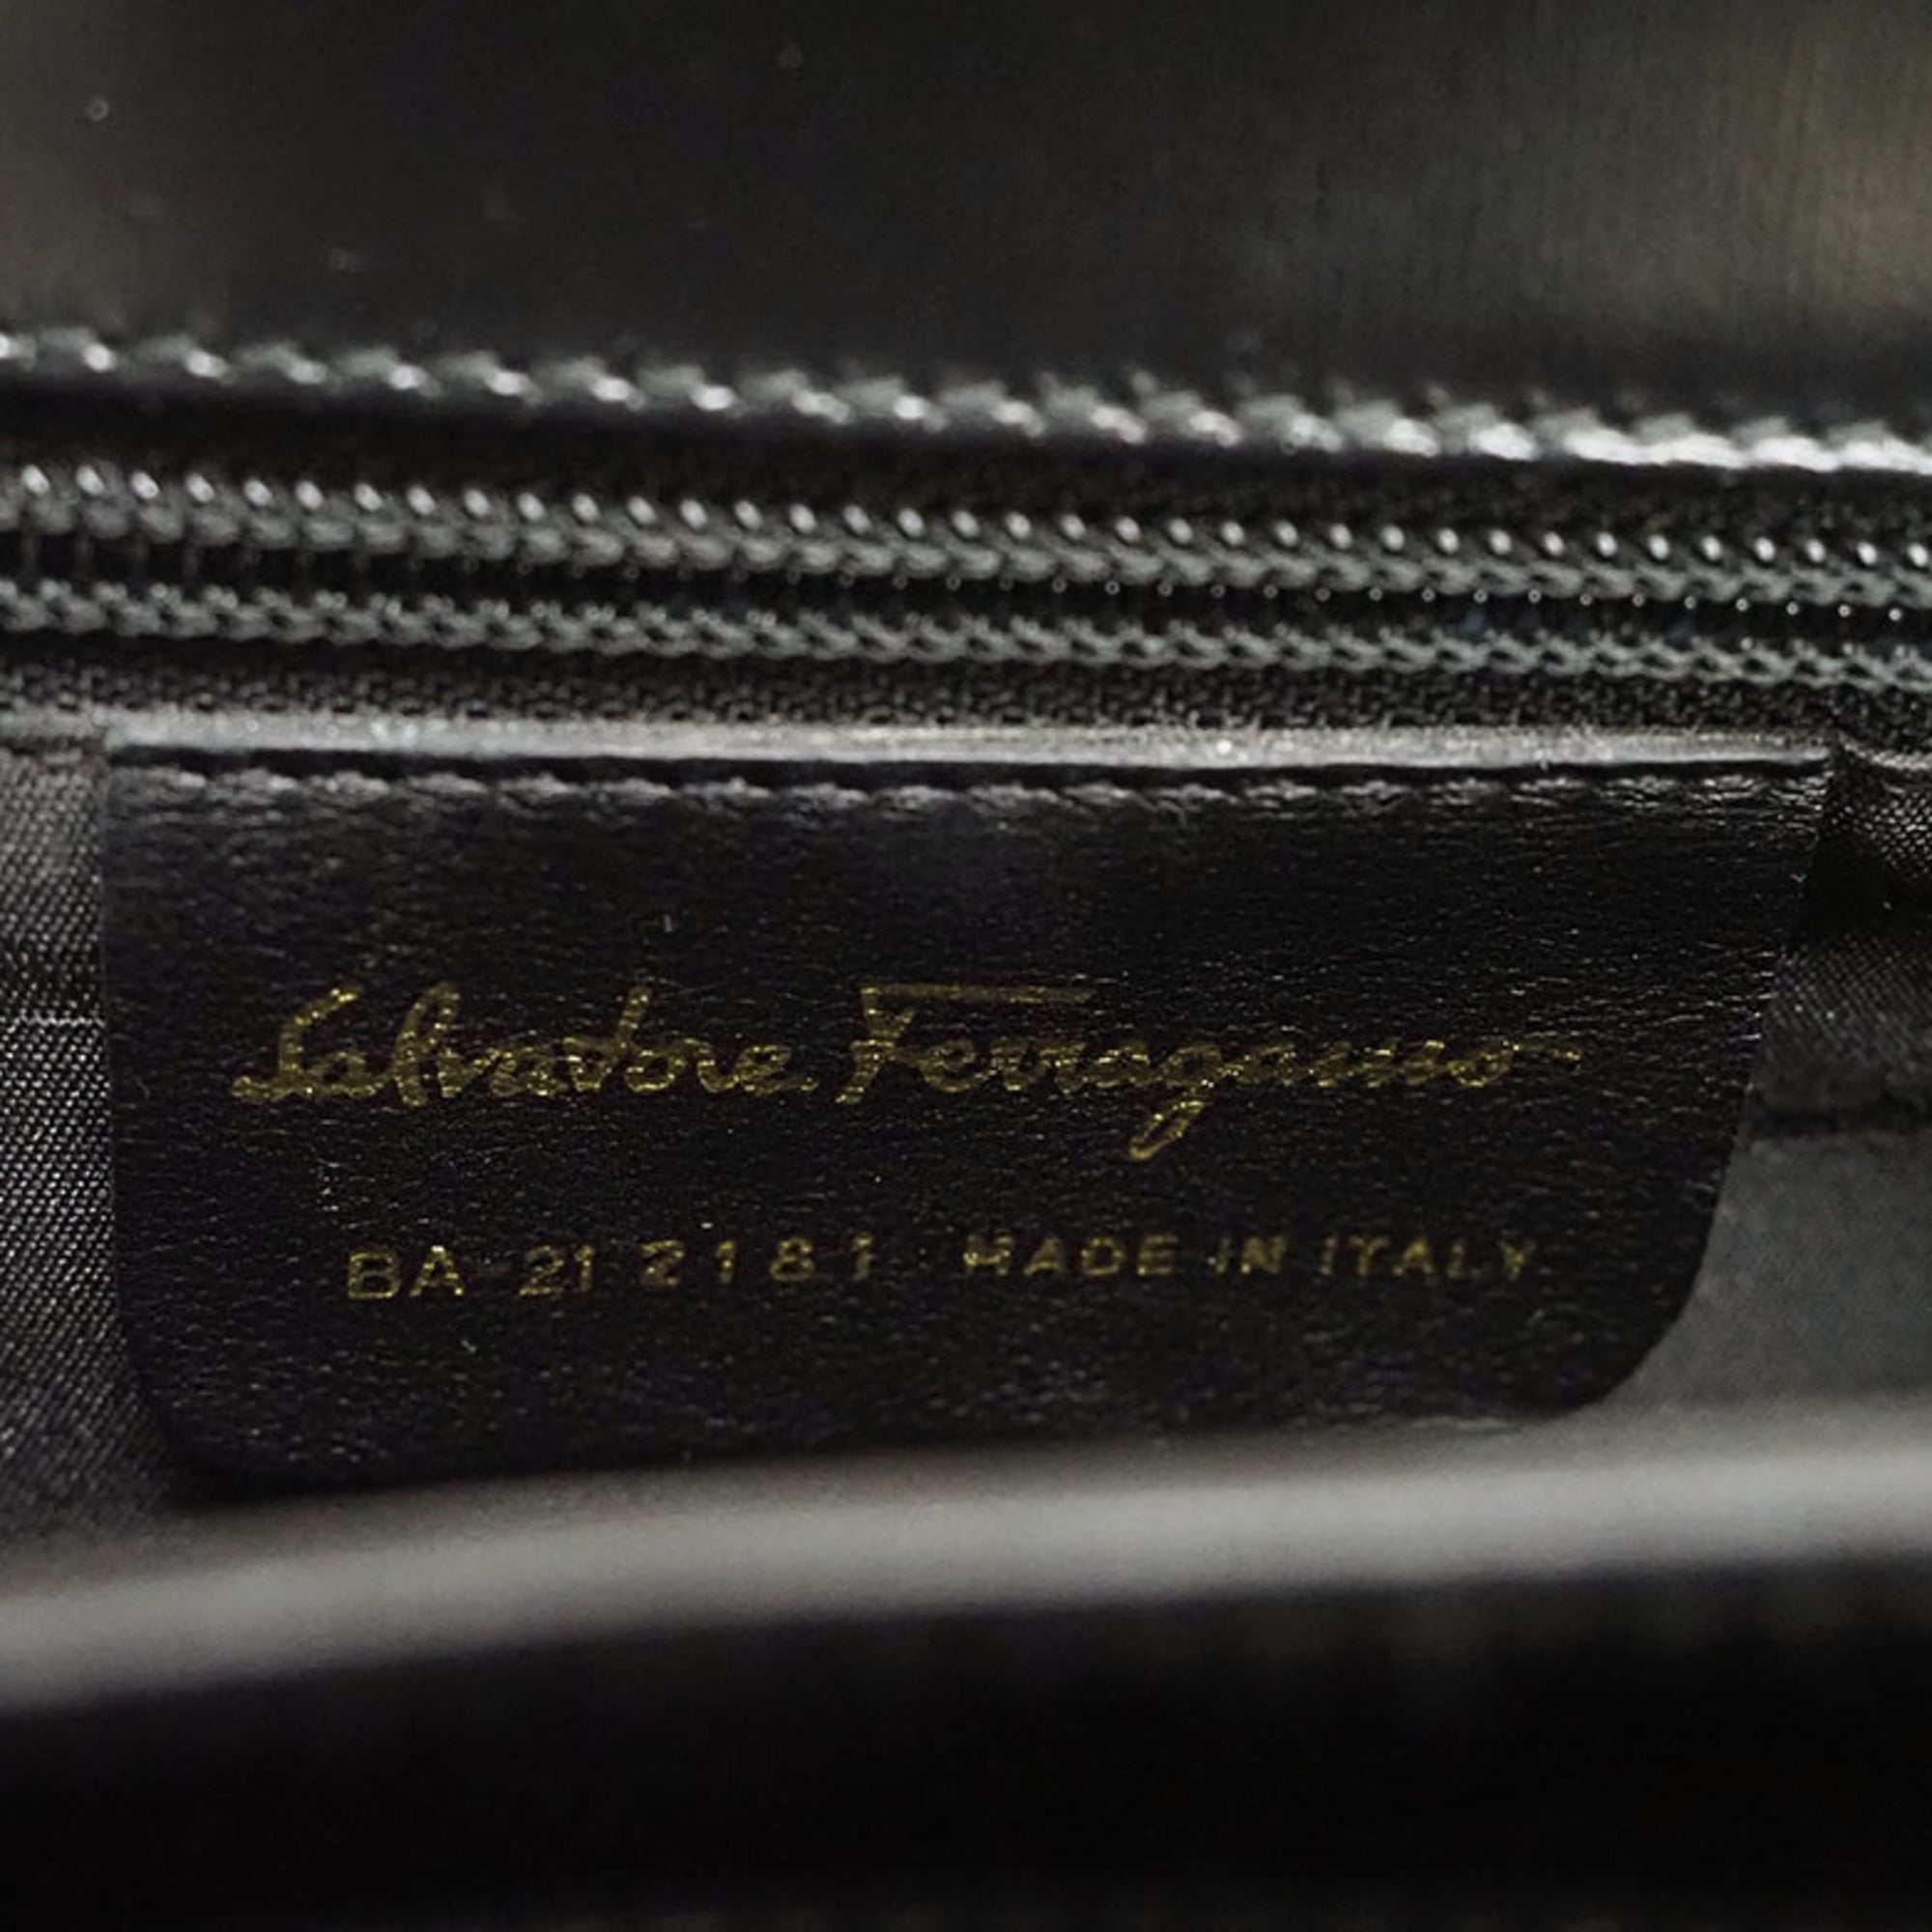 Salvatore Ferragamo
BA-21 2181 MADE IN ITALY